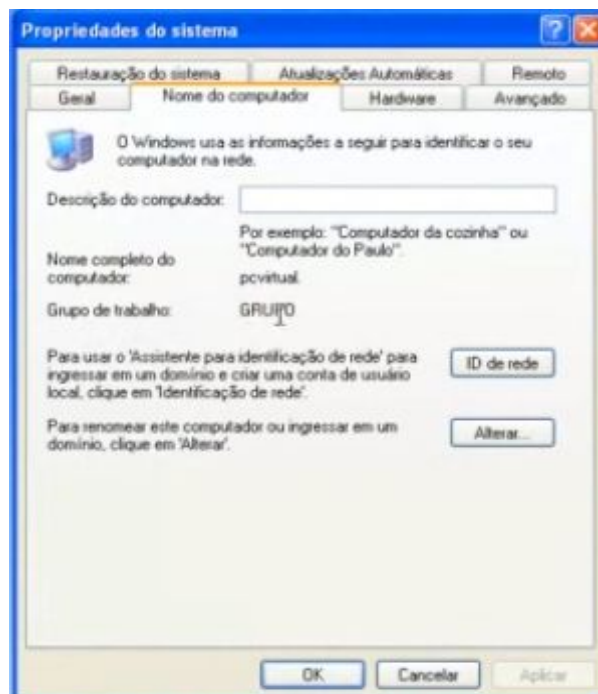 Propriedades do sistema
Restauração do sistema
Atualizações Automáticas
Remoto
Geral
Nome do computador
Hardware
Avançado
O Windows usa as informações a seguir para identificar o seu
computador na rede.
Descrição do computador:
Por exemplo: "Computador da cozinha" ou
"Computador do Paulo".
Nome completo do
computador:
pcvirtual.
Grupo de trabalho:
GRUPO
Para usar o 'Assistente para identificação de rede' para
ingressar em um domínio e criar uma conta de usuário
local, clique em 'Identificação de rede'.
ID de rede
Para renomear este computador ou ingressar em um
domínio, clique em 'Alterar'.
Alterar...
OK
Cancelar
Aplicar